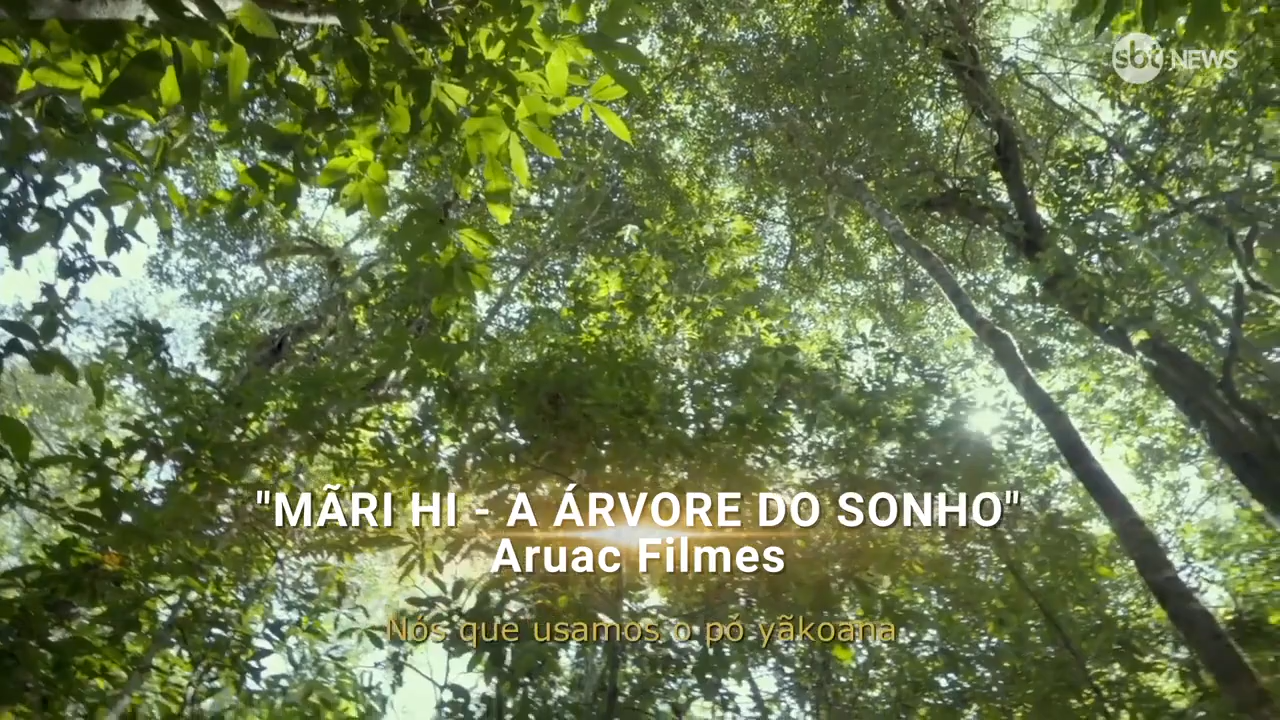 sbt NEWS
"MÃRI HI - A ÁRVORE DO SONHO"
Aruac Filmes
Nós que usamos o pó yãkoana